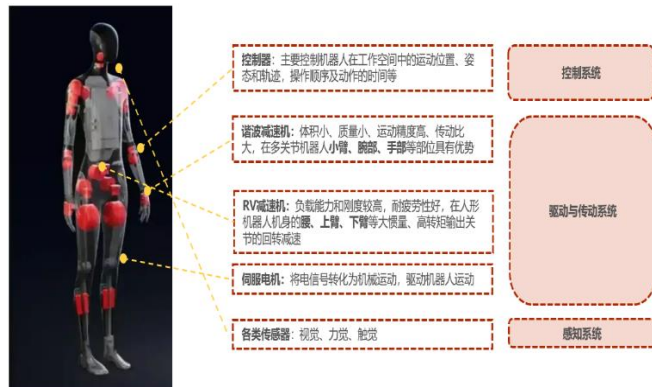 控制器：主要控制机器人在工作空间中的运动位置、姿
态和轨迹，操作顺序及动作的时间等
控制系统
谐波减速机：体积小、质量小、运动精度高、传动比
大，在多关节机器人小臂、腕部、手部等部位具有优势
RV减速机：负载能力和刚度较高，耐疲劳性好，在人形
机器人机身的腰、上臂、下臂等大惯量、高转矩输出关
节的回转减速
驱动与传动系统
伺服电机：将电信号转化为机械运动，驱动机器人运动
各类传感器：视觉、力觉、触觉
感知系统